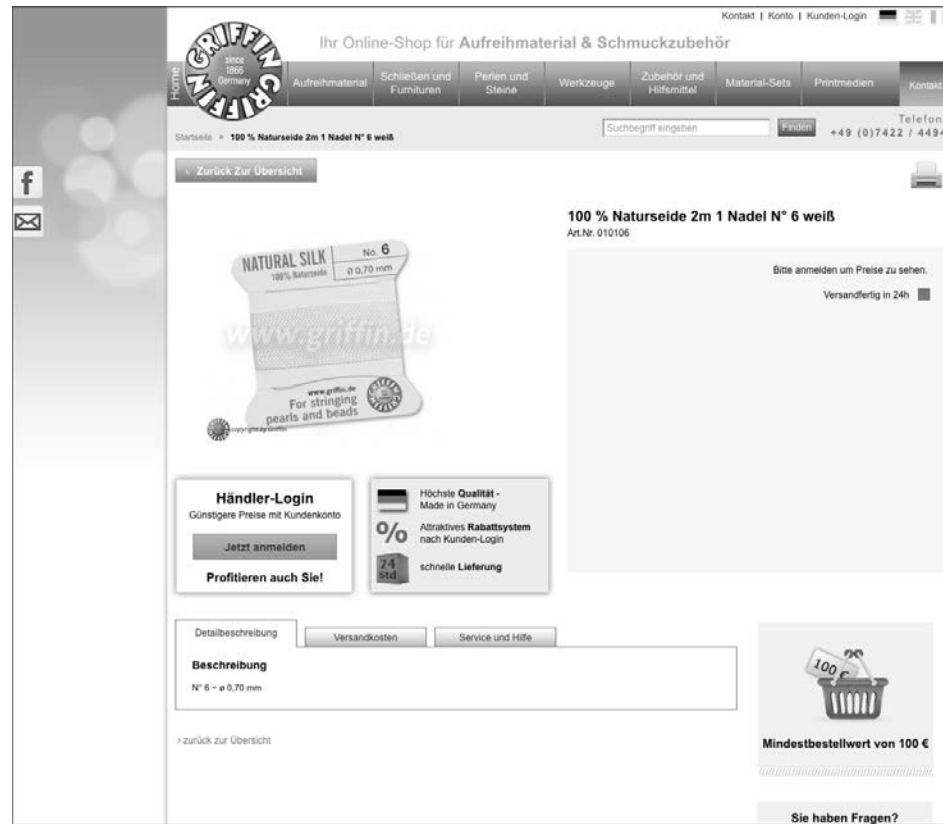 Kontakt | Konto | Kunden-Login
GRIFFIN GRIFFIN GRIFFIN
since
1866
Germany
Ihr Online-Shop für Aufreihmaterial & Schmuckzubehör
Home
Aufreihmaterial
Schließen und
Furnituren
Perlen und
Steine
Werkzeuge
Zubehör und
Hilfsmittel
Material-Sets
Printmedien
Kontakt
Startseite
100 % Naturseide 2m 1 Nadel N° 6 weiß
Suchbegriff eingeben
Finden
Telefon
+49 (0)7422 / 4494
‹ Zurück Zur Übersicht
f
100 % Naturseide 2m 1 Nadel N° 6 weiß
Art.Nr. 010106
Bitte anmelden um Preise zu sehen.
Versandfertig in 24h
NATURAL SILK
100% Naturseide
No. 6
ø 0,70 mm
www.griffin.de
www.griffin.de
For stringing
pearls and beads
copyright by Griffin
Händler-Login
Günstigere Preise mit Kundenkonto
Jetzt anmelden
Profitieren auch Sie!
Höchste Qualität -
Made in Germany
%
Attraktives Rabattsystem
nach Kunden-Login
24
std
schnelle Lieferung
Detailbeschreibung
Versandkosten
Service und Hilfe
Beschreibung
N° 6 ~ ø 0,70 mm
› zurück zur Übersicht
100 €
Mindestbestellwert von 100 €
Sie haben Fragen?